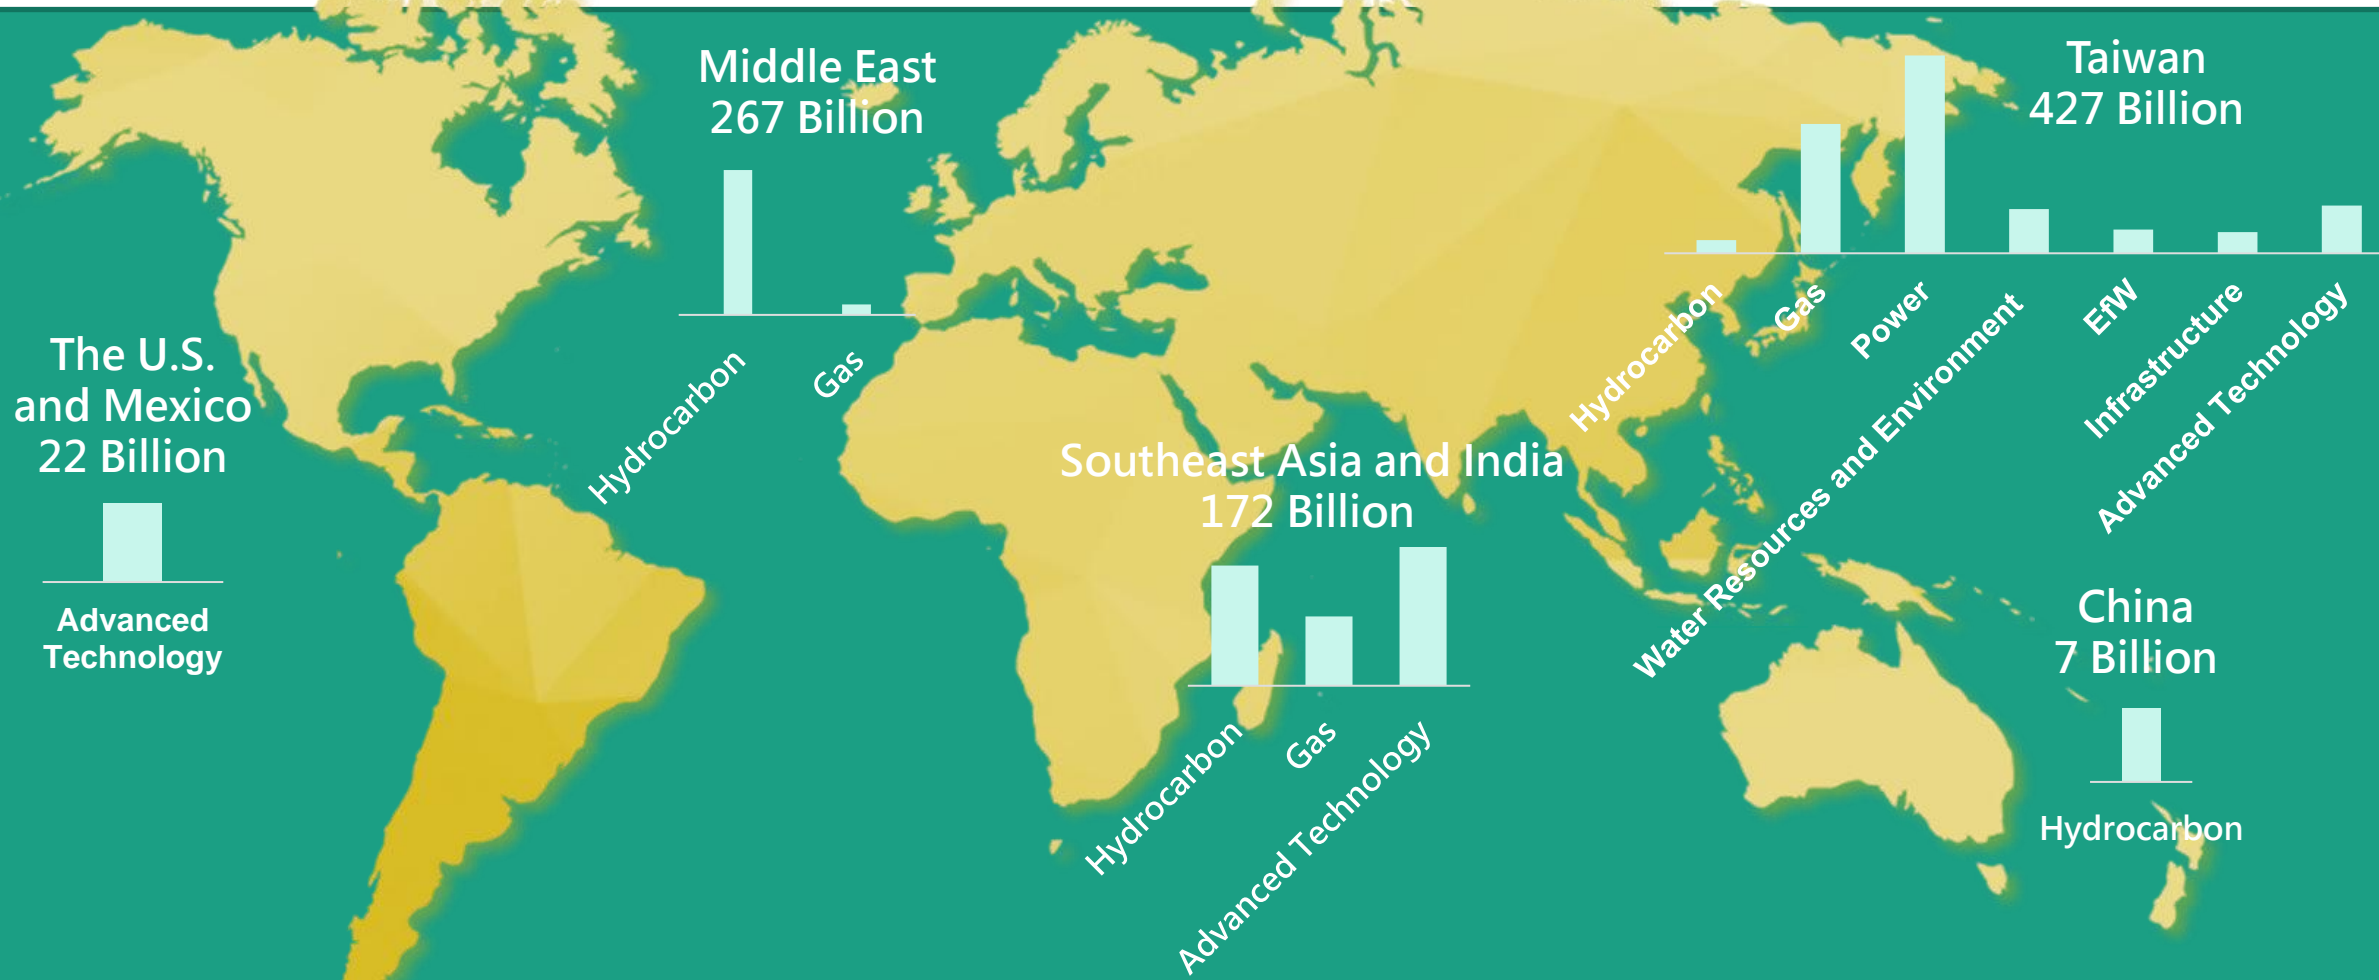 Middle East
267 Billion
Hydrocarbon
Gas
Taiwan
427 Billion
Hydrocarbon
Gas
Power
Water Resources and Environment
EfW
Infrastructure
Advanced Technology
The U.S.
and Mexico
22 Billion
Advanced
Technology
Southeast Asia and India
172 Billion
Hydrocarbon
Gas
Advanced Technology
China
7 Billion
Hydrocarbon